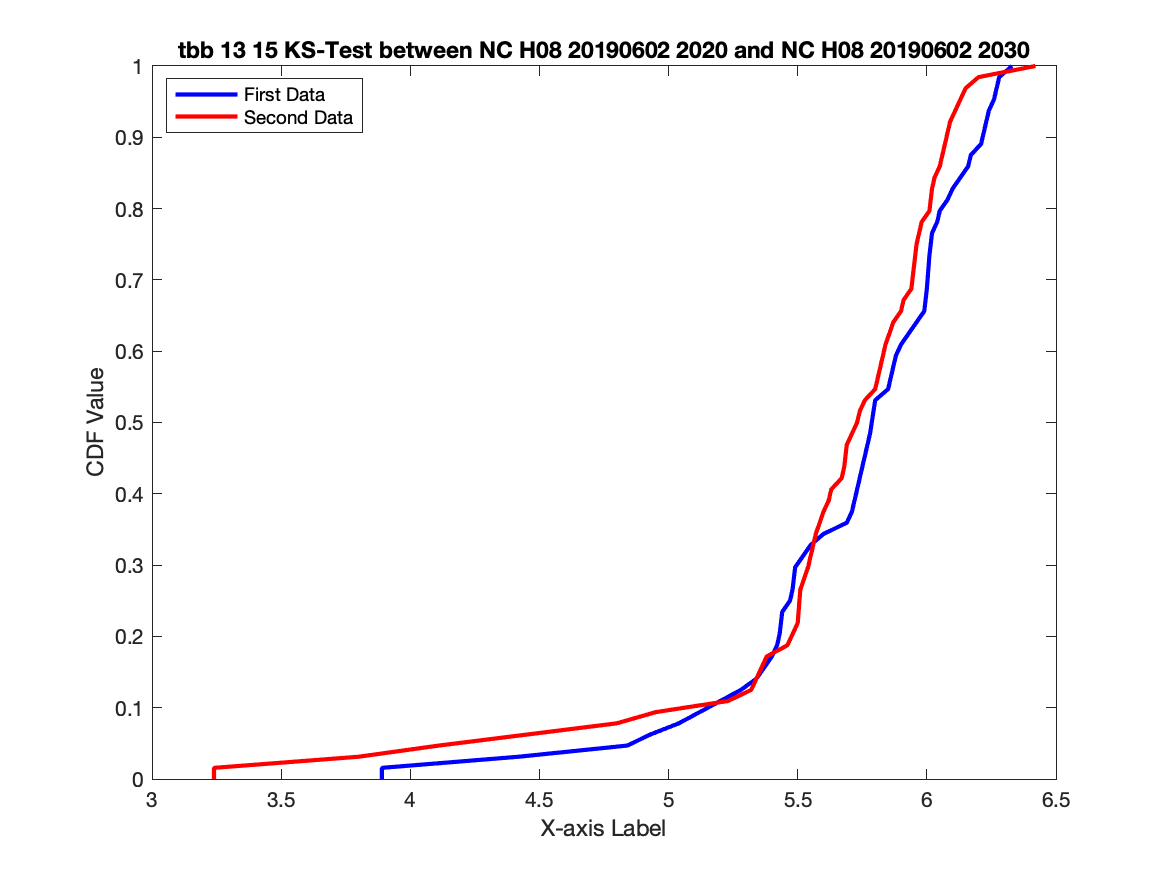 tbb 13 15 KS-Test between NC H08 20190602 2020 and NC H08 20190602 2030
First Data
Second Data
1
0.9
0.8
0.7
0.6
0.5
0.4
0.3
0.2
0.1
0
CDF Value
3 3.5 4 4.5 5 5.5 6 6.5
X-axis Label